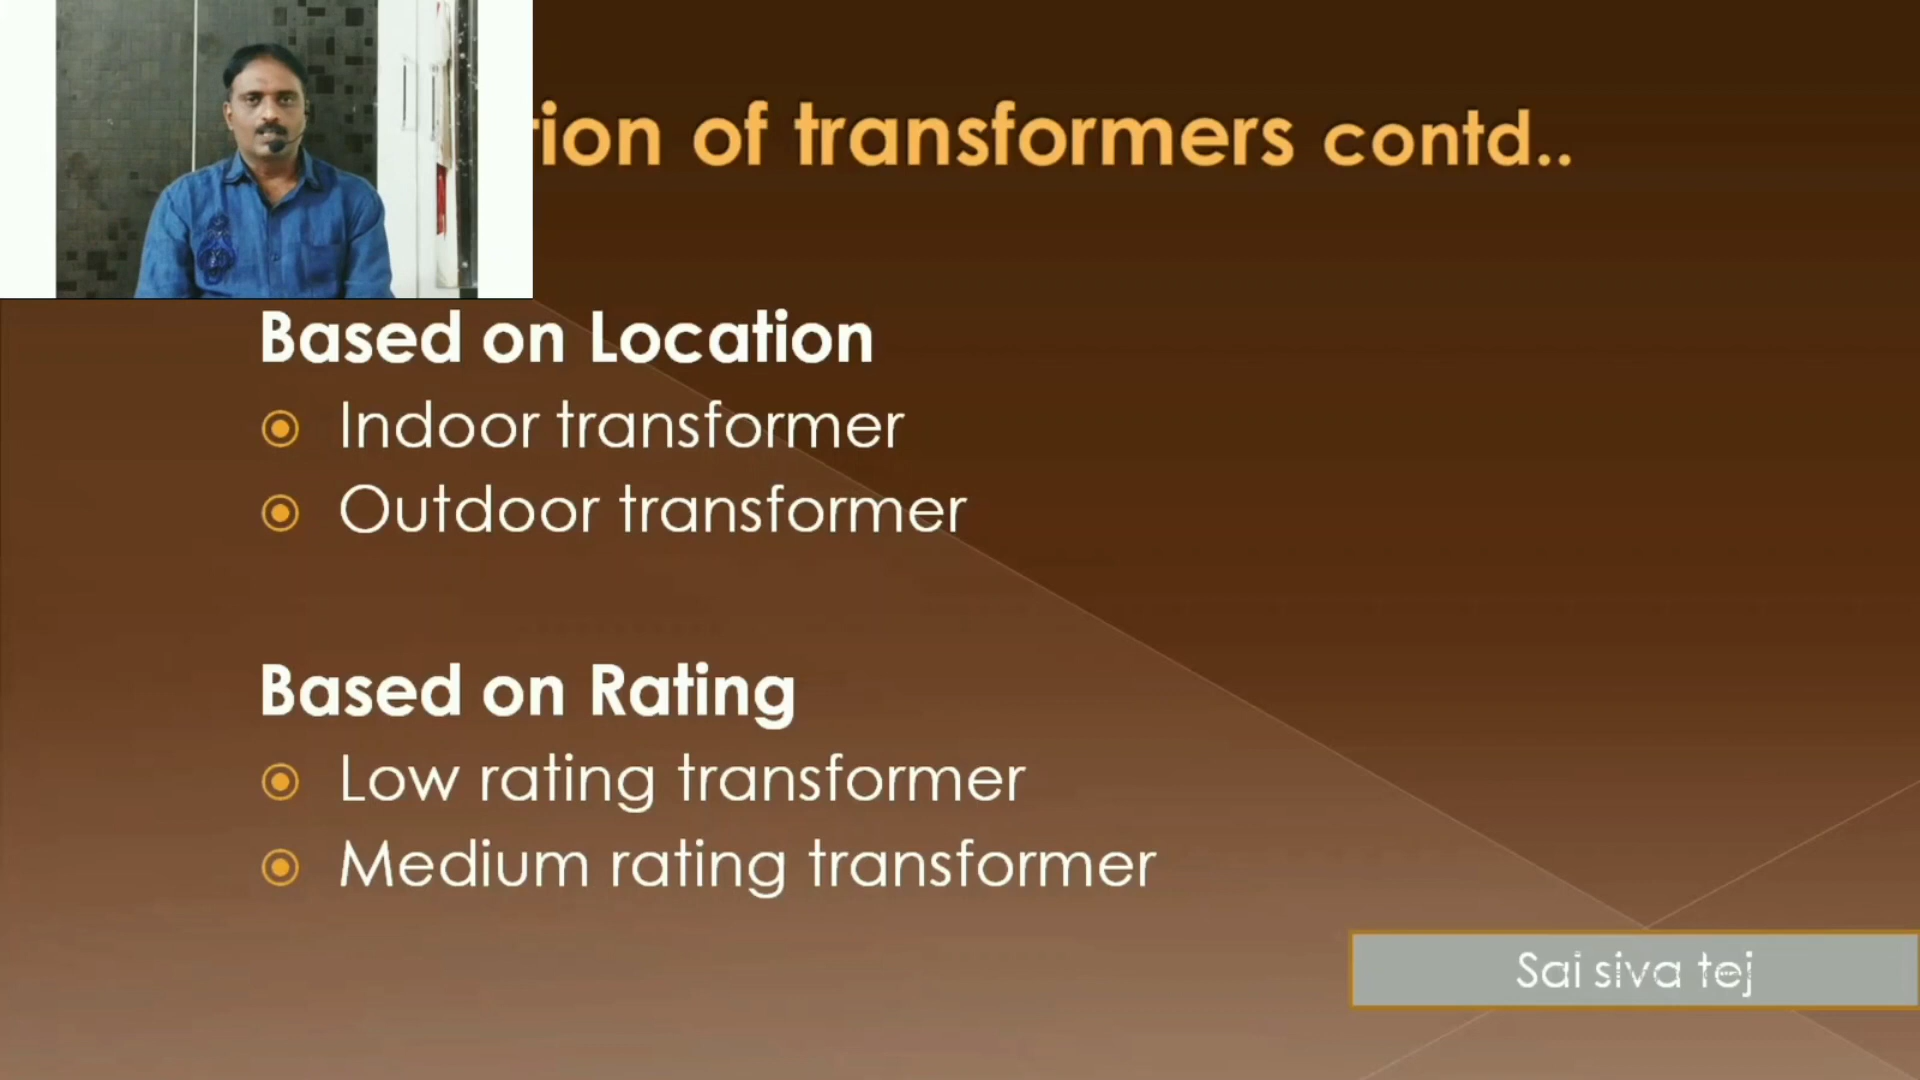 tion of transformers contd..
Based on Location
Indoor transformer
Outdoor transformer
Based on Rating
Low rating transformer
Medium rating transformer
Sai siva tej